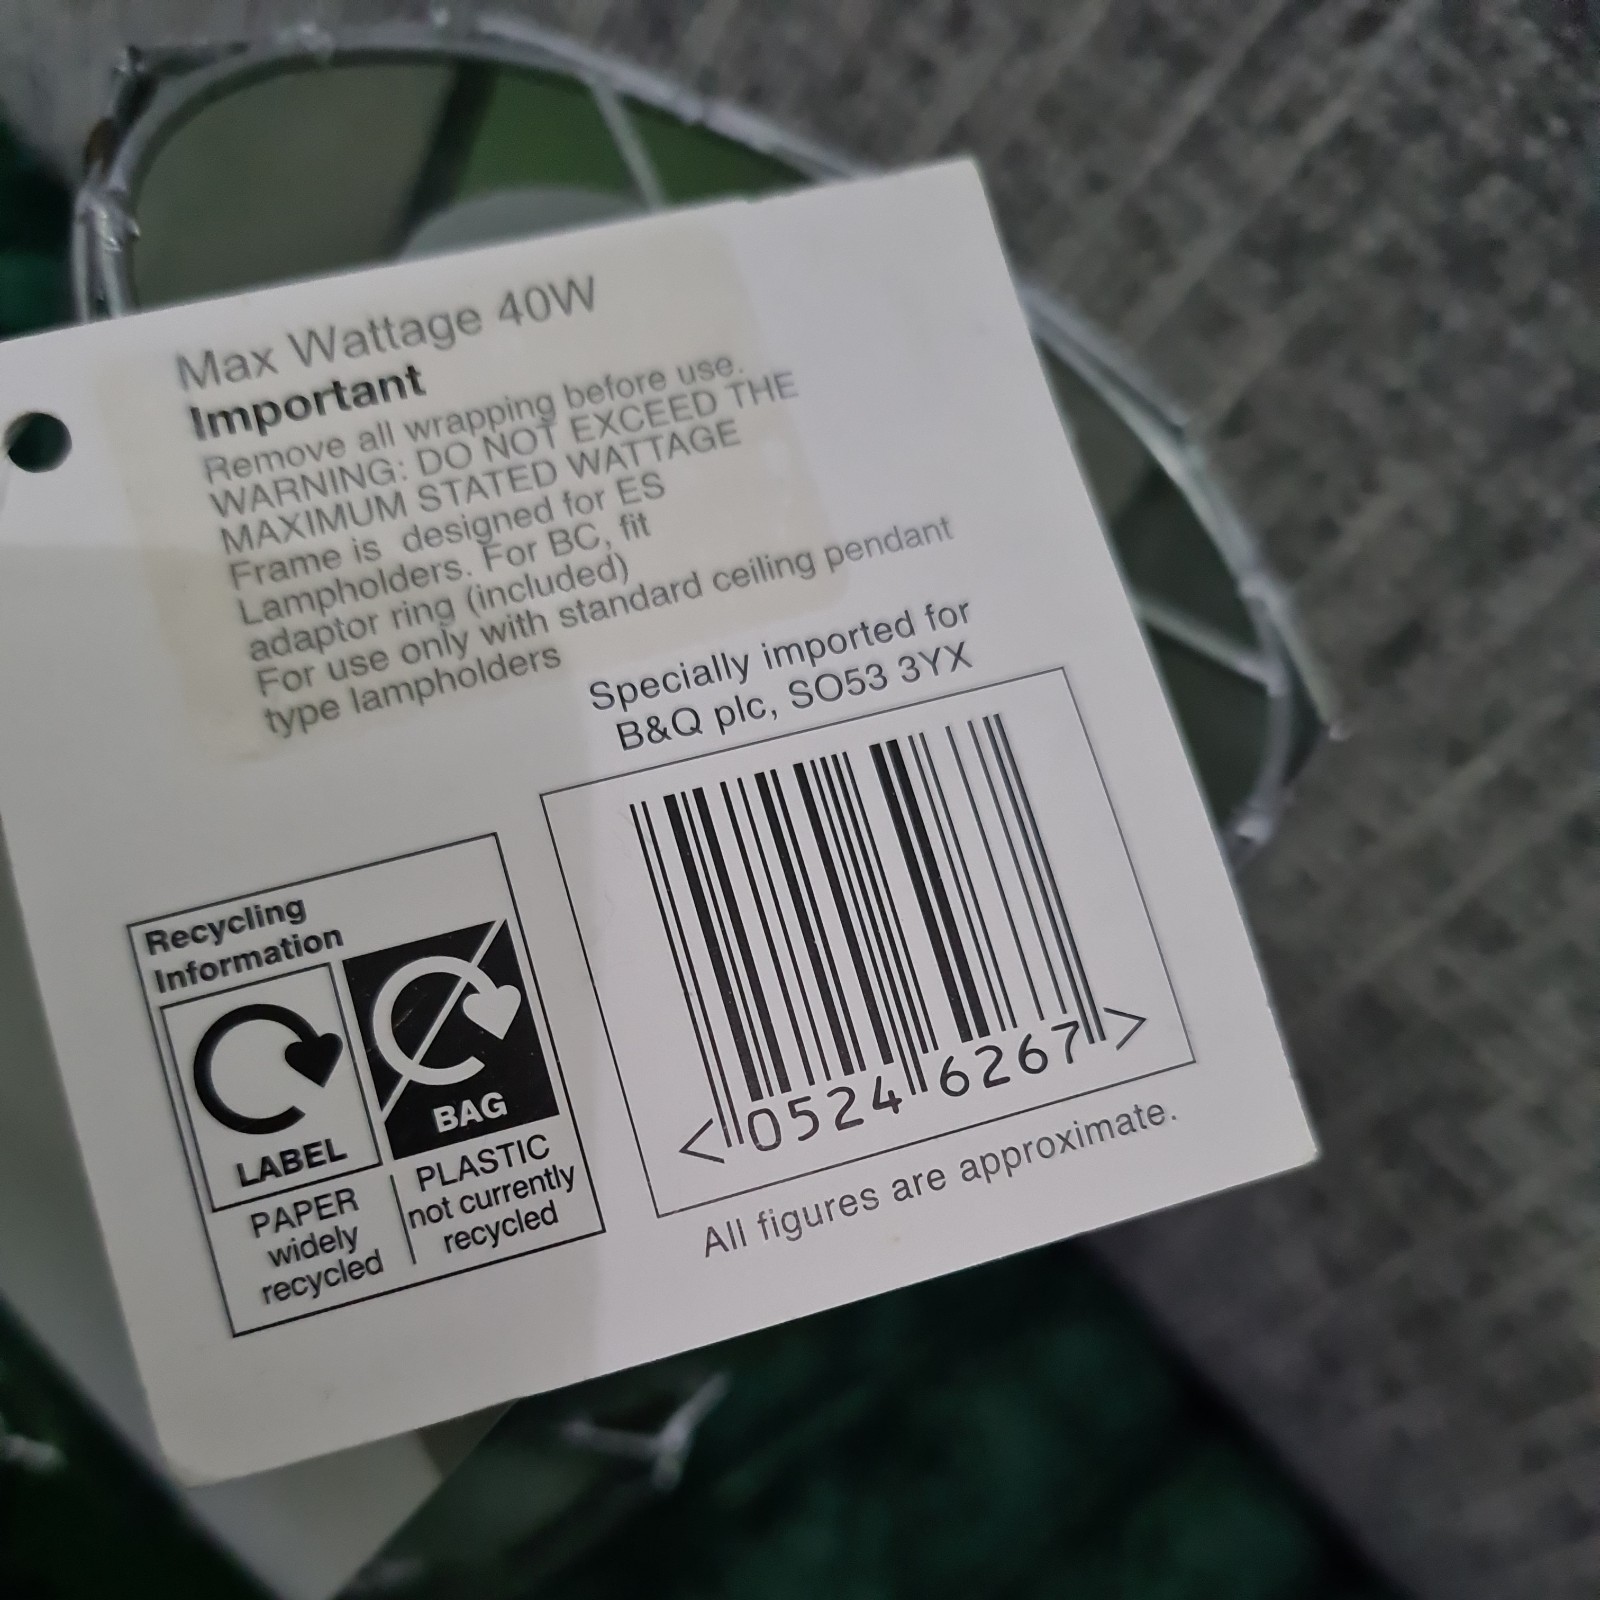 Max Wattage 40W
Important
Remove all wrapping before use.
WARNING: DO NOT EXCEED THE
MAXIMUM STATED WATTAGE
Frame is designed for ES
Lampholders. For BC, fit
adaptor ring (included)
For use only with standard ceiling pendant
type lampholders
Specially imported for
B&Q plc, SO53 3YX
<0524 6267>
All figures are approximate.
Recycling
Information
LABEL
PAPER
widely
recycled
BAG
PLASTIC
not currently
recycled